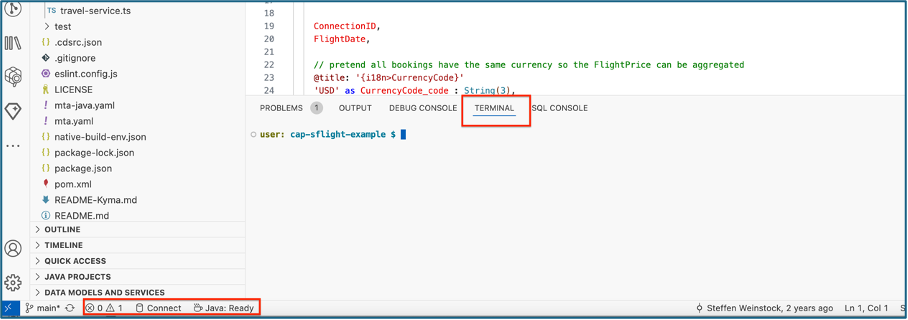 TS travel-service.ts
test
{} .cdsrc.json
.gitignore
eslint.config.js
LICENSE
mta-java.yaml
mta.yaml
native-build-env.json
{} package-lock.json
{} package.json
pom.xml
README-Kyma.md
README.md
OUTLINE
TIMELINE
QUICK ACCESS
JAVA PROJECTS
DATA MODELS AND SERVICES
18
19 ConnectionID,
20 FlightDate,
21
22 // pretend all bookings have the same currency so the FlightPrice can be aggregated
23 @title: '{i18n>CurrencyCode}'
24 'USD' as CurrencyCode_code : String(3),
PROBLEMS 1 OUTPUT DEBUG CONSOLE TERMINAL SQL CONSOLE
user: cap-sflight-example $
main* 0 1 Connect Java: Ready Steffen Weinstock, 2 years ago Ln 1, Col 1 S